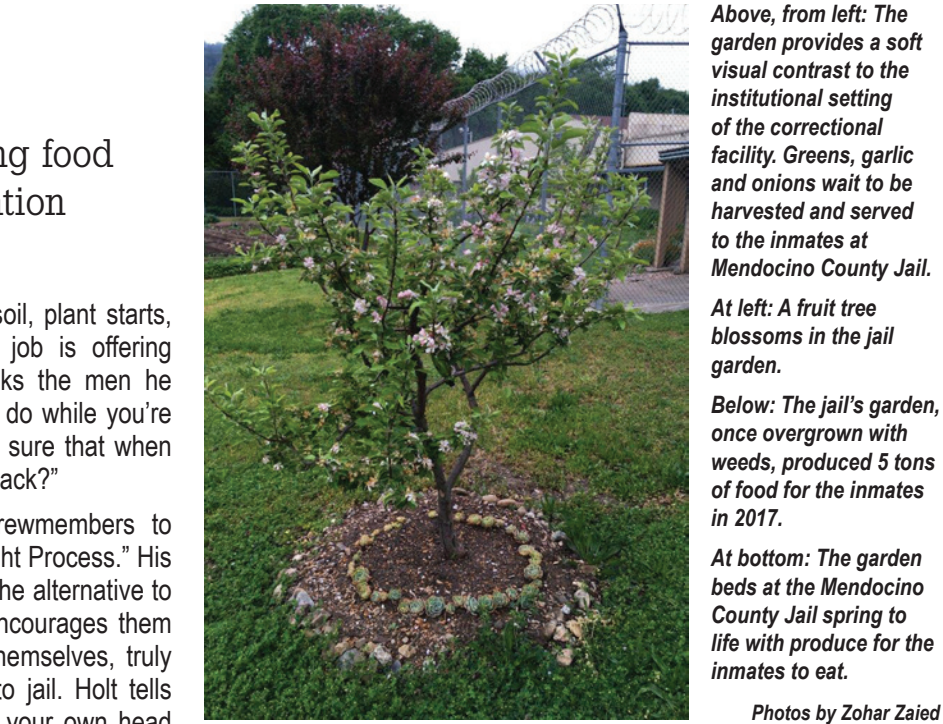 ng food
tion
soil, plant starts,
job is offering
ks the men he
do while you’re
sure that when
ack?”
rewmembers to
ght Process.” His
he alternative to
ncourages them
hemselves, truly
to jail. Holt tells
your own head
Above, from left: The
garden provides a soft
visual contrast to the
institutional setting
of the correctional
facility. Greens, garlic
and onions wait to be
harvested and served
to the inmates at
Mendocino County Jail.
At left: A fruit tree
blossoms in the jail
garden.
Below: The jail’s garden,
once overgrown with
weeds, produced 5 tons
of food for the inmates
in 2017.
At bottom: The garden
beds at the Mendocino
County Jail spring to
life with produce for the
inmates to eat.
Photos by Zohar Zaied